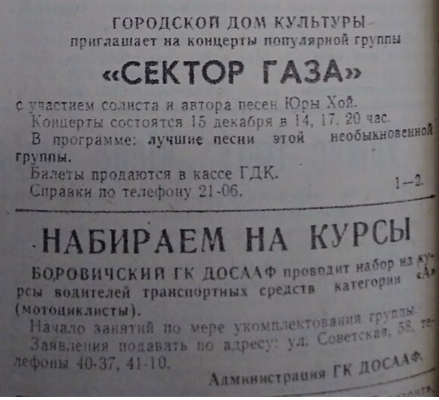 ГОРОДСКОЙ ДОМ КУЛЬТУРЫ
приглашает на концерты популярной группы
«СЕКТОР ГАЗА»
с участием солиста и автора песен Юры Хой.
Концерты состоятся 15 декабря в 14, 17, 20 час.
В программе: лучшие песни этой необыкновенной
группы.
Билеты продаются в кассе ГДК.
Справки по телефону 21-06.
1—2
НАБИРАЕМ НА КУРСЫ
БОРОВИЧСКИЙ ГК ДОСААФ проводит набор на ку-
рсы водителей транспортных средств категории «А»
(мотоциклисты).
Начало занятий по мере укомплектования группы.
Заявления подавать по адресу: ул. Советская, 58, те-
лефоны 40-37, 41-10.
Администрация ГК ДОСААФ.